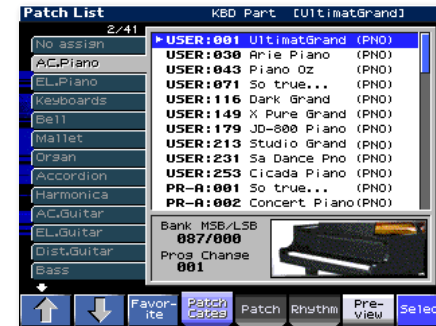 Patch List KBD Part [UltimatGrand]
2/41
No assign
AC.Piano
EL.Piano
Keyboards
Bell
Mallet
Organ
Accordion
Harmonica
AC.Guitar
EL.Guitar
Dist.Guitar
Bass
USER:001 UltimatGrand (PNO)
USER:030 Arie Piano (PNO)
USER:043 Piano Oz (PNO)
USER:071 So true... (PNO)
USER:116 Dark Grand (PNO)
USER:149 X Pure Grand (PNO)
USER:179 JD-800 Piano (PNO)
USER:213 Studio Grand (PNO)
USER:231 Sa Dance Pno (PNO)
USER:253 Cicada Piano (PNO)
PR-A:001 So true... (PNO)
PR-A:002 Concert Piano(PNO)
Bank MSB/LSB
087/000
Prog Change
001
Favor-
ite
Patch
Categ
Patch
Rhythm
Pre-
view
Selec